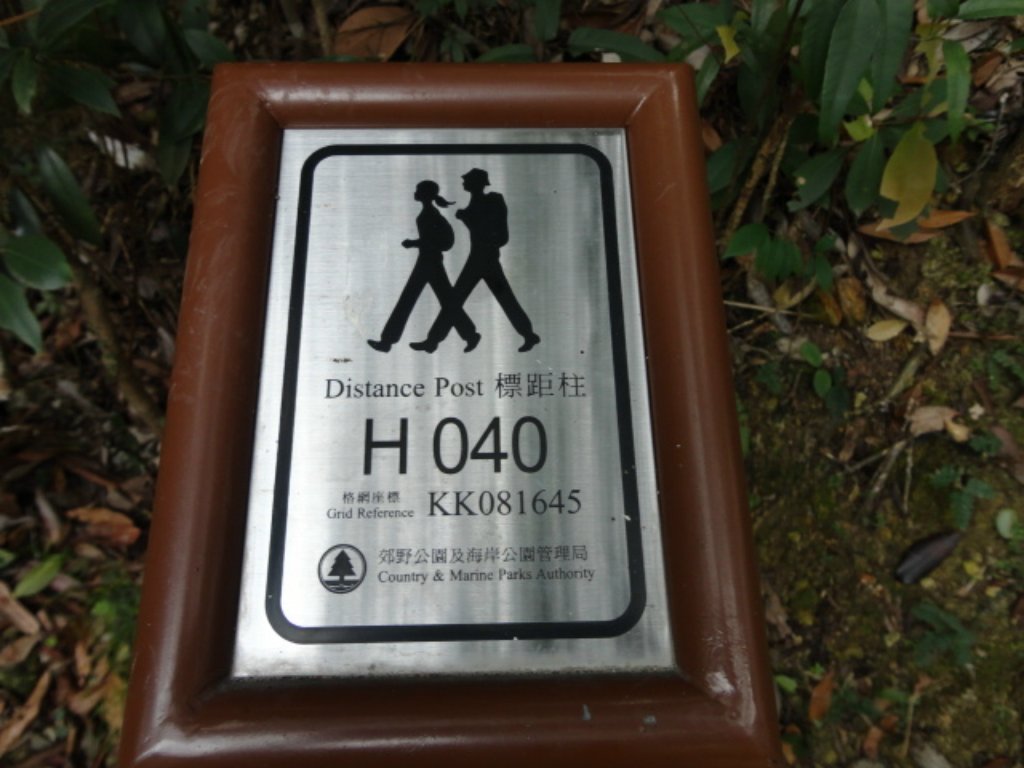 Distance Post 標距柱
H 040
格網座標
Grid Reference KK081645
郊野公園及海岸公園管理局
Country & Marine Parks Authority